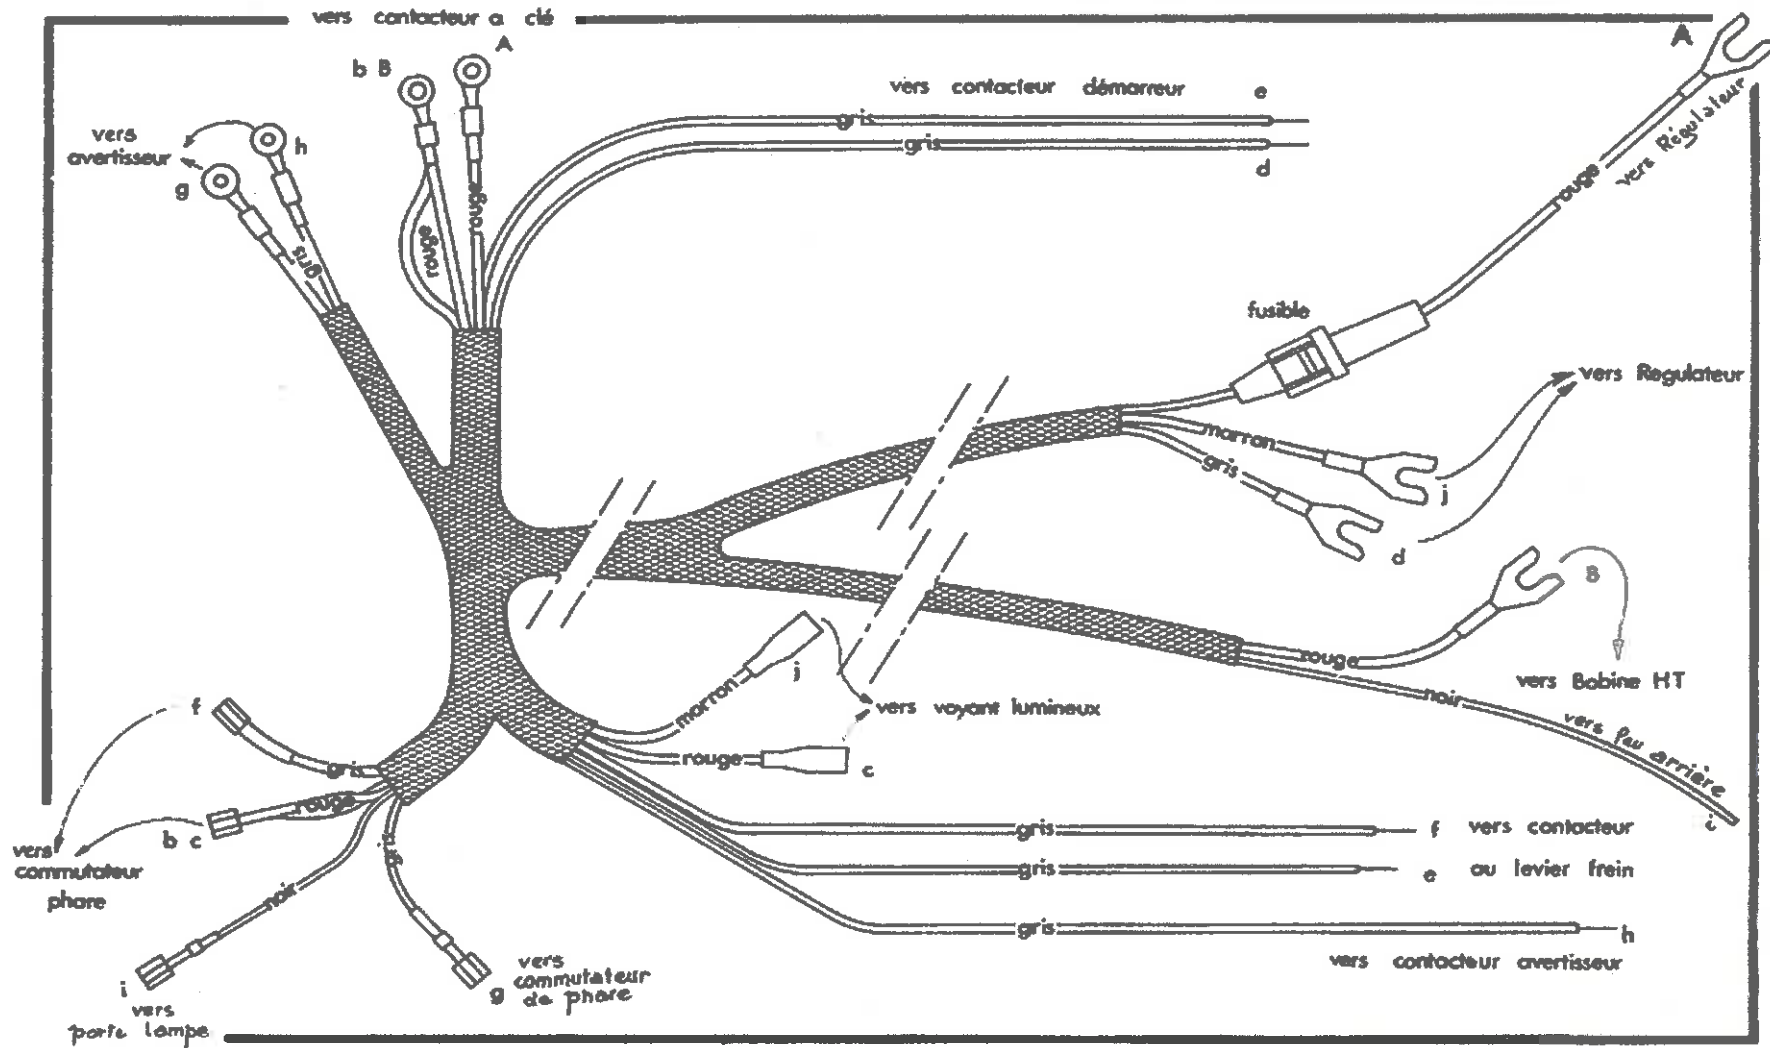 vers contacteur a clé
A
A
b B
vers contacteur démarreur e
gris
gris
d
vers
avertisseur
h
g
gris
rouge
rouge
rouge
vers Régulateur
fusible
vers Regulateur
marron
gris
j
d
B
rouge
vers Bobine HT
noir
vers feu arrière
i
marron
j
vers voyant lumineux
rouge
c
f
gris
rouge
b c
vers
commutateur
phare
noir
gris
gris f vers contacteur
gris e au levier frein
gris h
vers contacteur avertisseur
i
vers
porte lampe
g
vers
commutateur
de phare